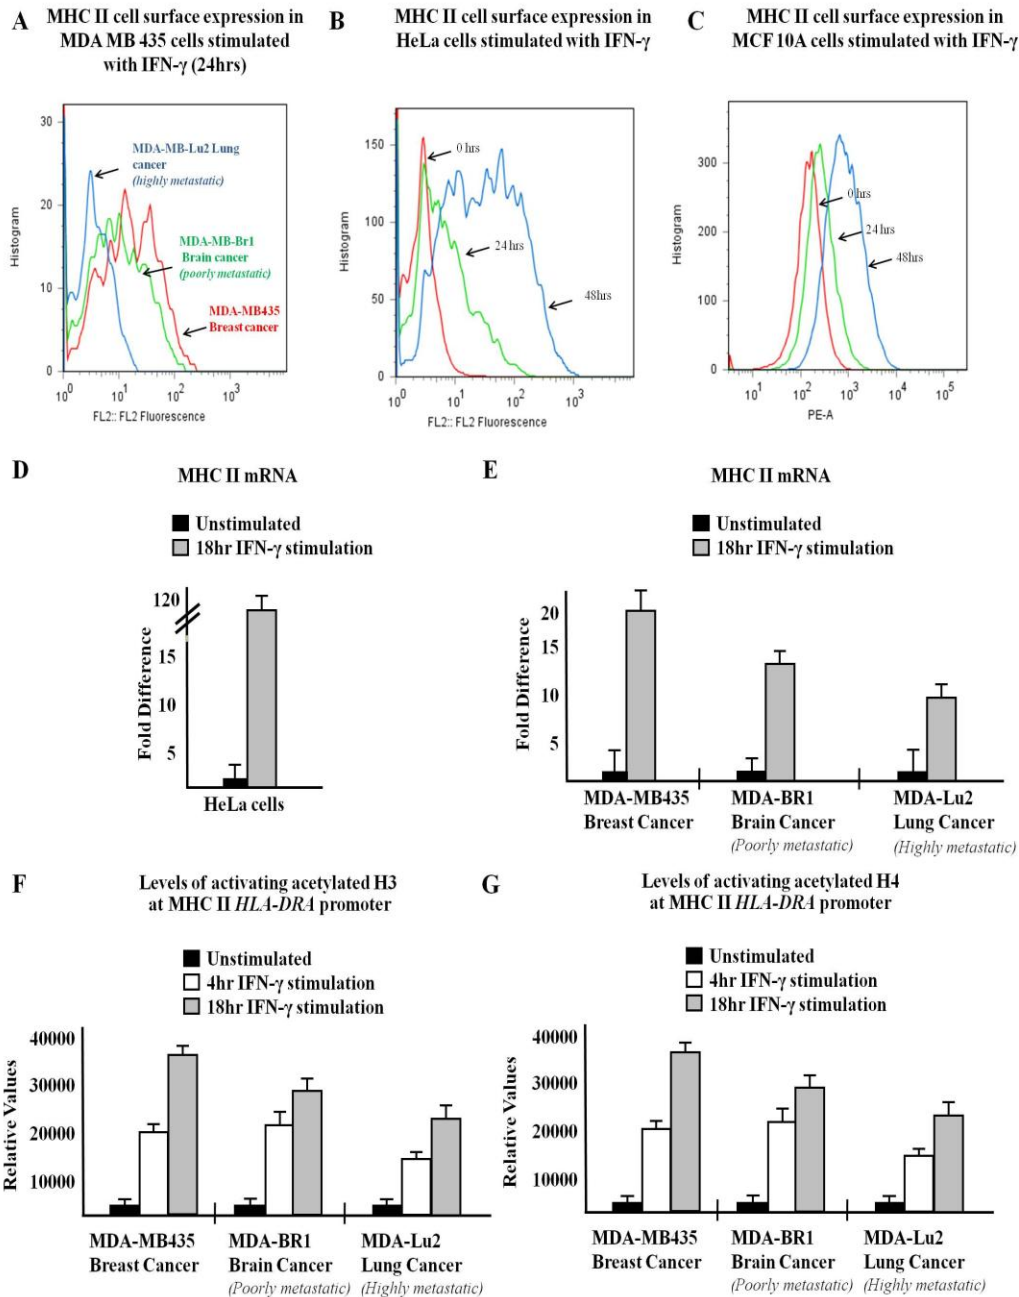 A
MHC II cell surface expression in
MDA MB 435 cells stimulated
with IFN-γ (24hrs)
30
20
10
0
Histogram
MDA-MB-Lu2 Lung
cancer
(highly metastatic)
MDA-MB-Br1
Brain cancer
(poorly metastatic)
MDA-MB435
Breast cancer
10^0 10^1 10^2 10^3
FL2:: FL2 Fluorescence
B
MHC II cell surface expression in
HeLa cells stimulated with IFN-γ
150
100
50
0
Histogram
0 hrs
24 hrs
48hrs
10^0 10^1 10^2 10^3
FL2:: FL2 Fluorescence
C
MHC II cell surface expression in
MCF 10A cells stimulated with IFN-γ
300
200
100
0
Histogram
0 hrs
24 hrs
48hrs
10^1 10^2 10^3 10^4 10^5
PE-A
D
MHC II mRNA
Unstimulated
18hr IFN-γ stimulation
120
15
10
5
Fold Difference
HeLa cells
E
MHC II mRNA
Unstimulated
18hr IFN-γ stimulation
20
15
10
5
Fold Difference
MDA-MB435
Breast Cancer
MDA-BR1
Brain Cancer
(Poorly metastatic)
MDA-Lu2
Lung Cancer
(Highly metastatic)
F
Levels of activating acetylated H3
at MHC II HLA-DRA promoter
Unstimulated
4hr IFN-γ stimulation
18hr IFN-γ stimulation
40000
30000
20000
10000
Relative Values
MDA-MB435
Breast Cancer
MDA-BR1
Brain Cancer
(Poorly metastatic)
MDA-Lu2
Lung Cancer
(Highly metastatic)
G
Levels of activating acetylated H4
at MHC II HLA-DRA promoter
Unstimulated
4hr IFN-γ stimulation
18hr IFN-γ stimulation
40000
30000
20000
10000
Relative Values
MDA-MB435
Breast Cancer
MDA-BR1
Brain Cancer
(Poorly metastatic)
MDA-Lu2
Lung Cancer
(Highly metastatic)